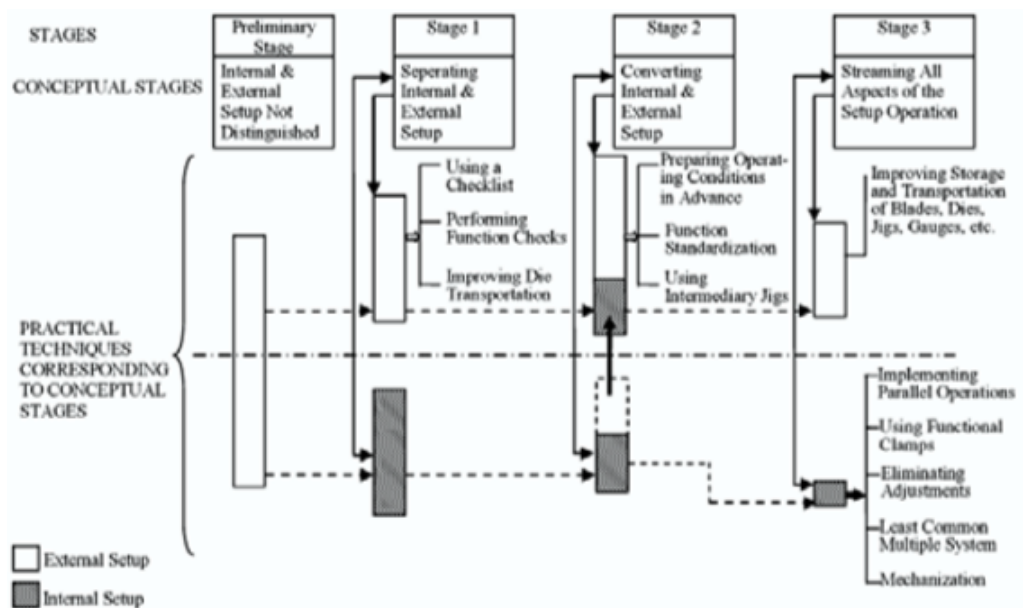 STAGES
Preliminary
Stage
Stage 1
Stage 2
Stage 3
CONCEPTUAL STAGES
Internal &
External
Setup Not
Distinguished
Seperating
Internal &
External
Setup
Converting
Internal &
External
Setup
Streaming All
Aspects of the
Setup Operation
Using a
Checklist
Performing
Function Checks
Improving Die
Transportation
Preparing Operat-
ing Conditions
in Advance
Function
Standardization
Using
Intermediary Jigs
Improving Storage
and Transportation
of Blades, Dies,
Jigs, Gauges, etc.
PRACTICAL
TECHNIQUES
CORRESPONDING
TO CONCEPTUAL
STAGES
Implementing
Parallel Operations
Using Functional
Clamps
Eliminating
Adjustments
Least Common
Multiple System
Mechanization
External Setup
Internal Setup